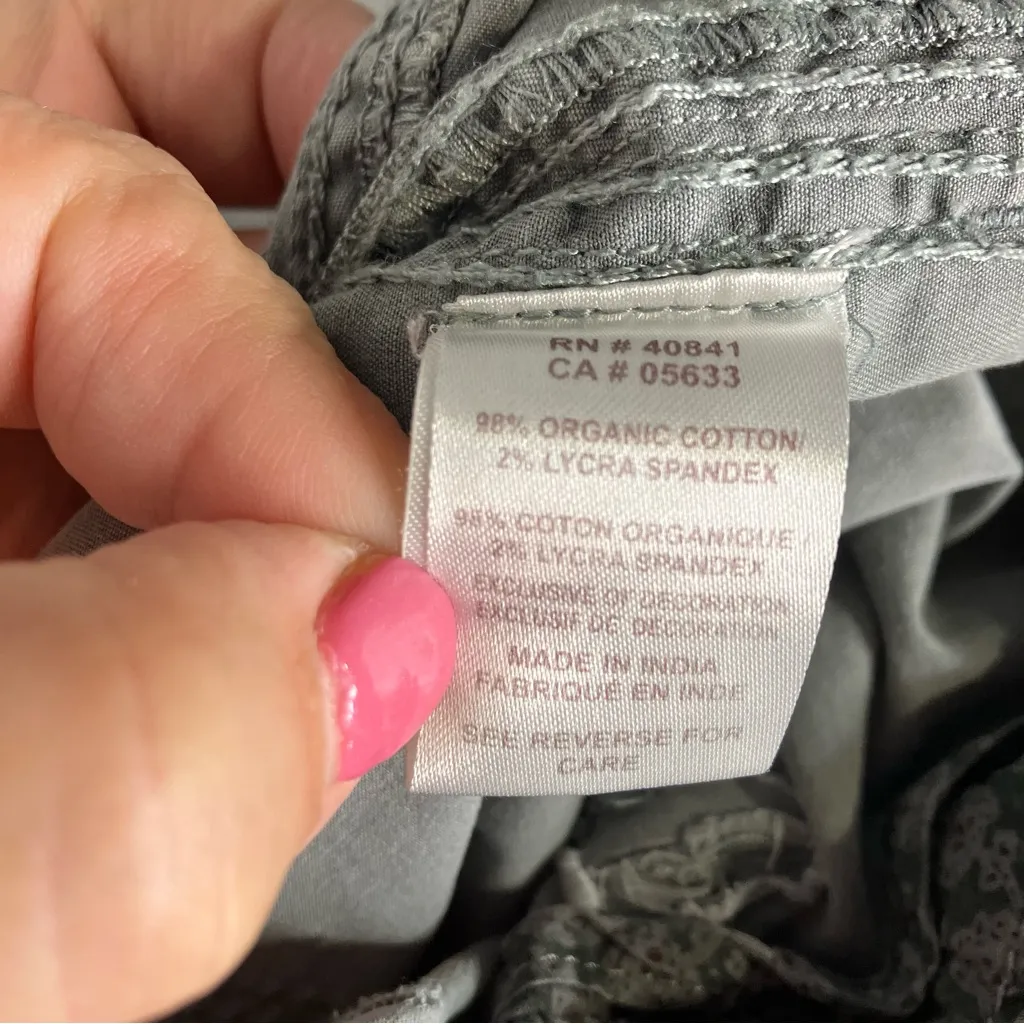 RN # 40841
CA # 05633
98% ORGANIC COTTON/
2% LYCRA SPANDEX
98% COTON ORGANIQUE /
2% LYCRA SPANDEX
EXCLUSIVE OF DECORATION
EXCLUSIF DE DECORATION
MADE IN INDIA
FABRIQUÉ EN INDE
SEE REVERSE FOR
CARE